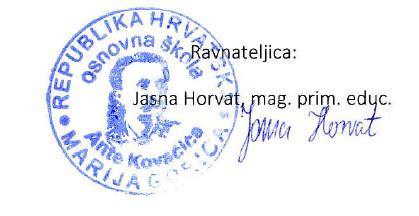 REPUBLIKA HRVATSKA
osnovna škola
Ante Kovačića
MARIJA GORICA
Ravnateljica:
Jasna Horvat, mag. prim. educ.
Jasna Horvat